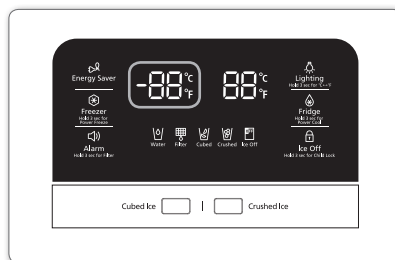 Energy Saver
-88 °C °F
88 °C °F
Lighting
Hold 3 sec for °C↔°F
Freezer
Hold 3 sec for
Power Freeze
Fridge
Hold 3 sec for
Power Cool
Water Filter Cubed Crushed Ice Off
Alarm
Hold 3 sec for Filter
Ice Off
Hold 3 sec for Child Lock
Cubed Ice | Crushed Ice